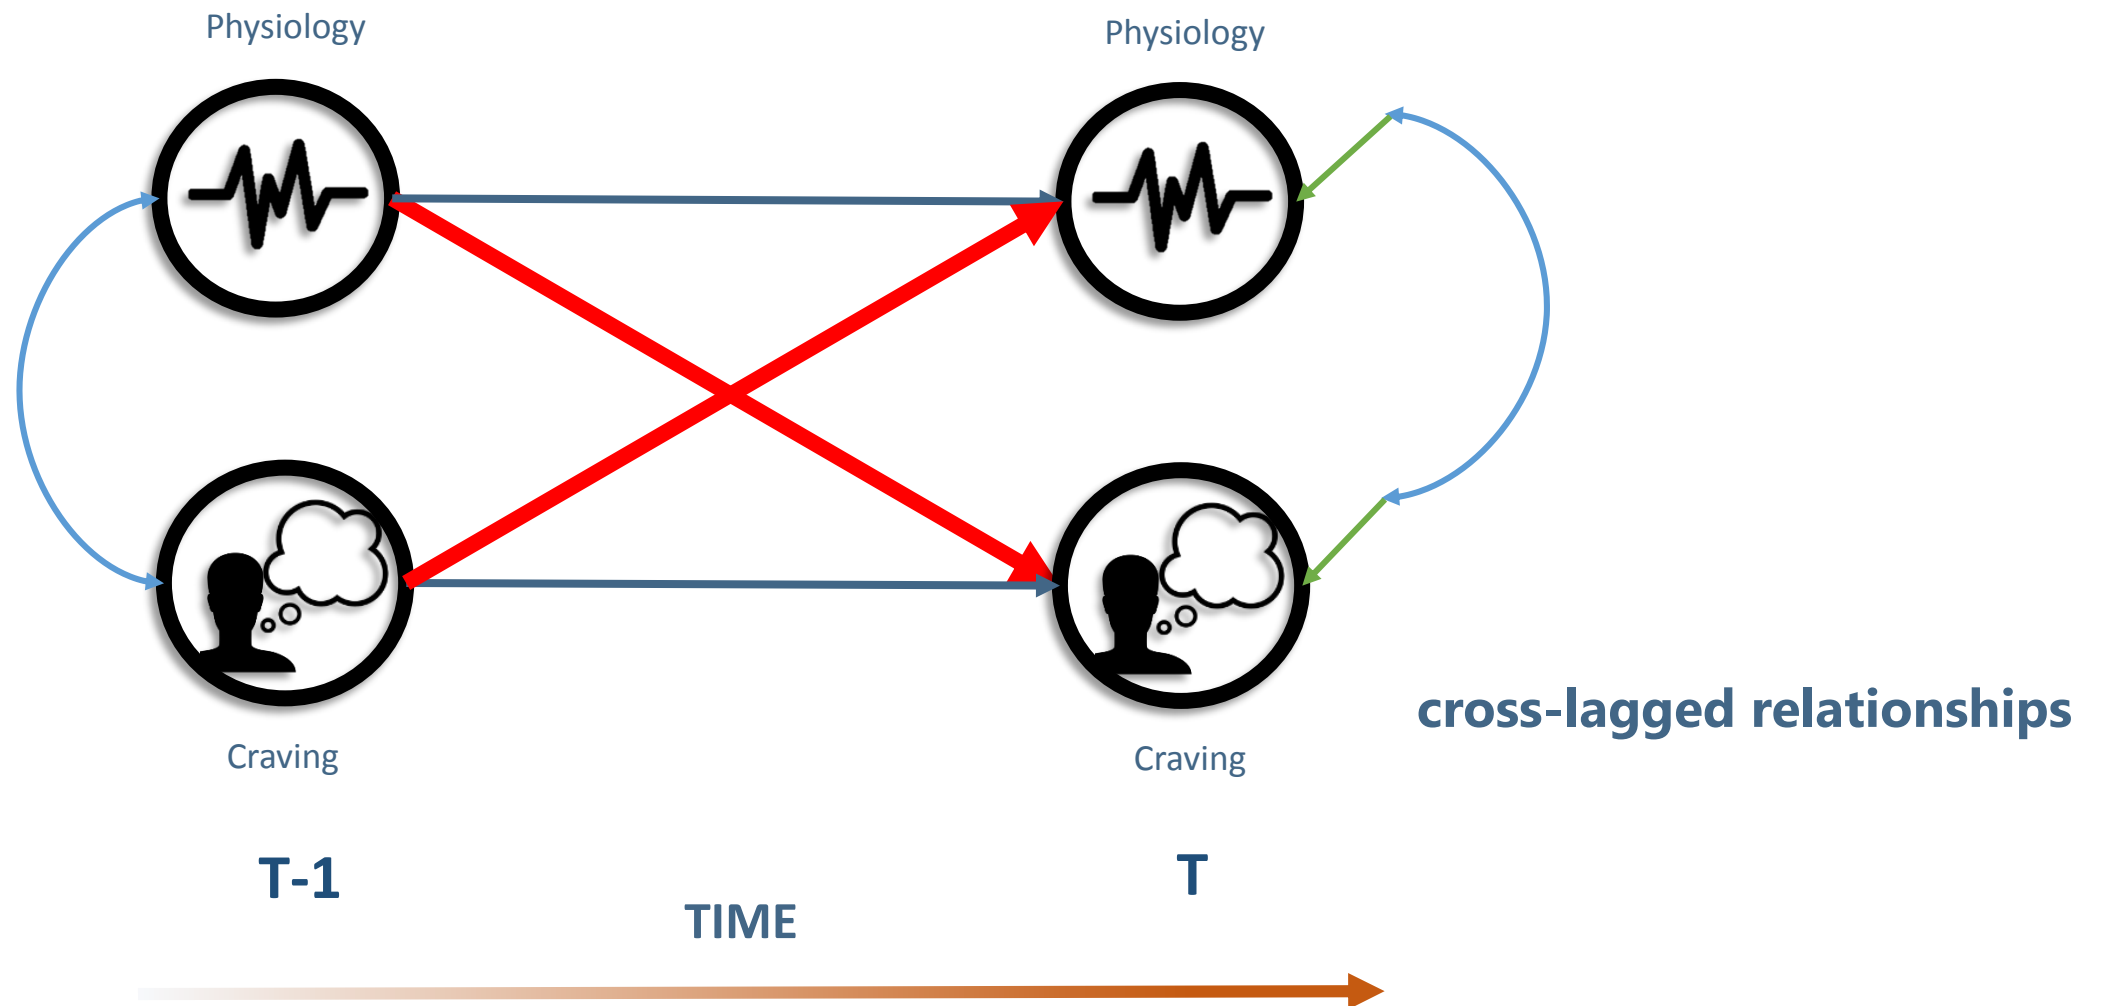 Physiology
Physiology
cross-lagged relationships
Craving
Craving
T-1
T
TIME